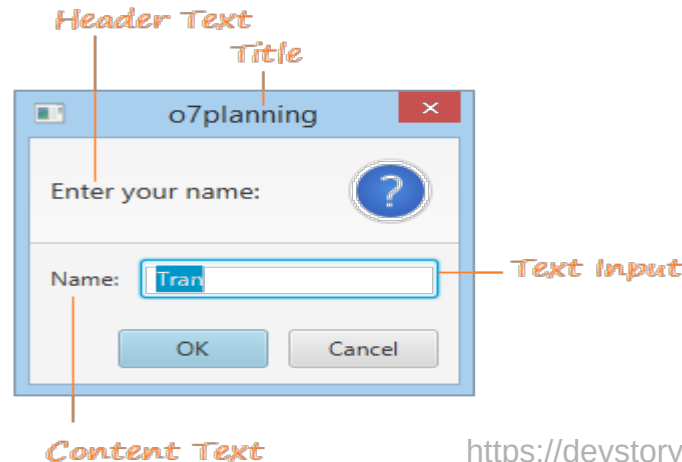 Header Text
Title
o7planning
Enter your name:
?
Text Input
Name: Tran
OK Cancel
Content Text
https://devstory